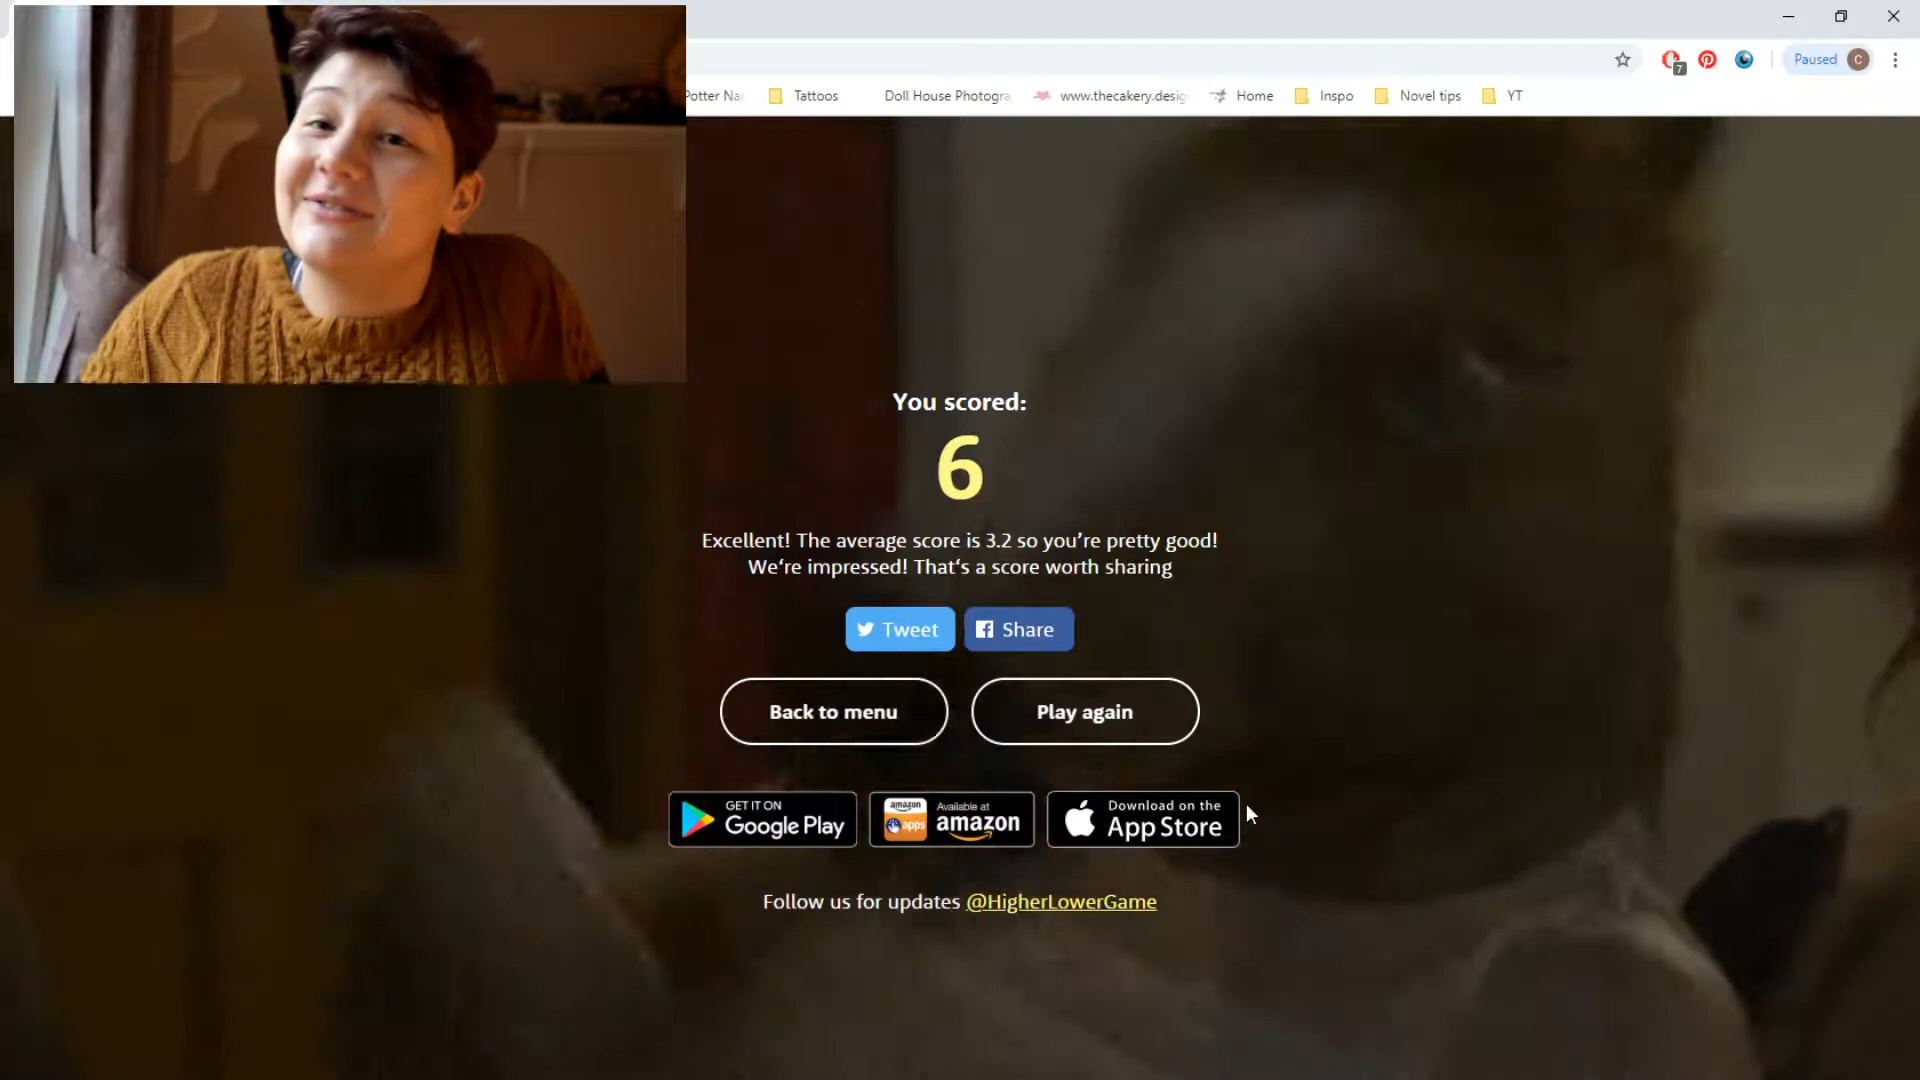 Paused C
7
Potter Na Tattoos Doll House Photogra www.thecakery.desig Home Inspo Novel tips YT
You scored:
6
Excellent! The average score is 3.2 so you're pretty good!
We're impressed! That's a score worth sharing
Tweet Share
Back to menu Play again
GET IT ON
Google Play
amazon
apps
Available at
amazon
Download on the
App Store
Follow us for updates @HigherLowerGame